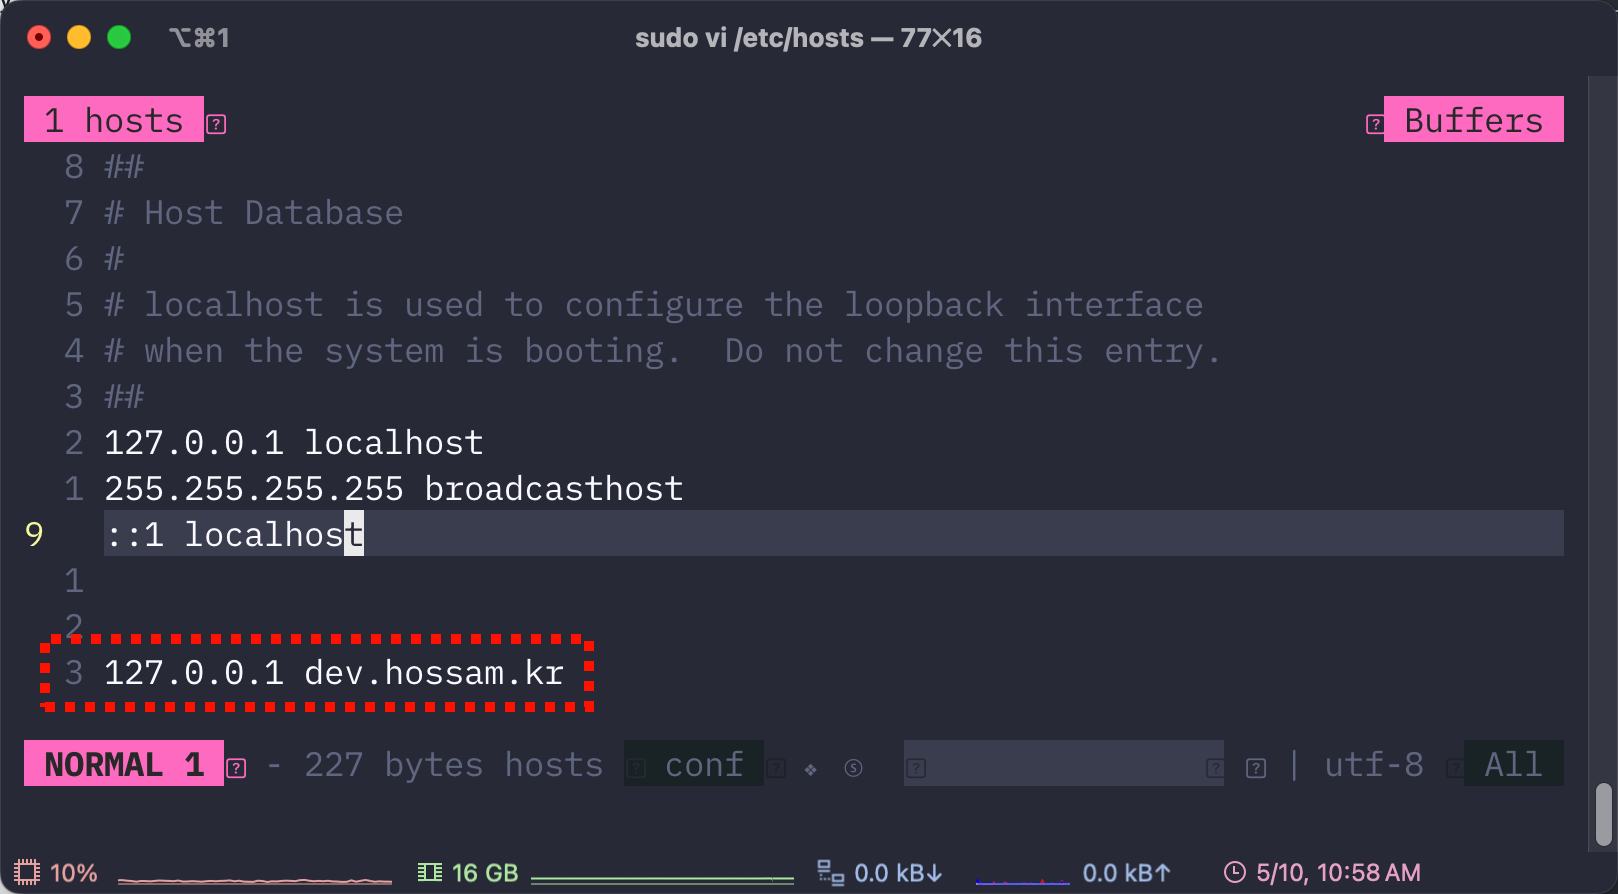 ⌥⌘1 sudo vi /etc/hosts — 77×16
1 hosts Buffers
8 ##
7 # Host Database
6 #
5 # localhost is used to configure the loopback interface
4 # when the system is booting.  Do not change this entry.
3 ##
2 127.0.0.1 localhost
1 255.255.255.255 broadcasthost
9 ::1 localhost
1
2
3 127.0.0.1 dev.hossam.kr
NORMAL 1 - 227 bytes hosts conf ❖ Ⓢ | utf-8 All
10% 16 GB 0.0 kB↓ 0.0 kB↑ 5/10, 10:58 AM